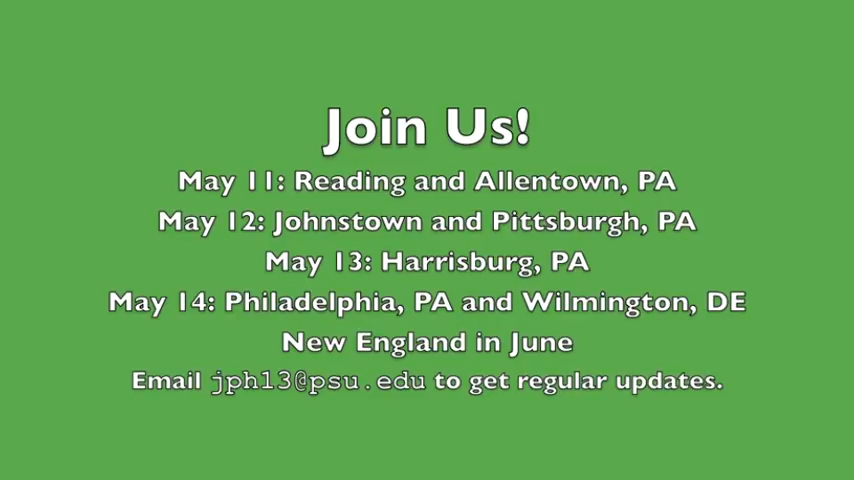 Join Us!
May 11: Reading and Allentown, PA
May 12: Johnstown and Pittsburgh, PA
May 13: Harrisburg, PA
May 14: Philadelphia, PA and Wilmington, DE
New England in June
Email jph13@psu.edu to get regular updates.